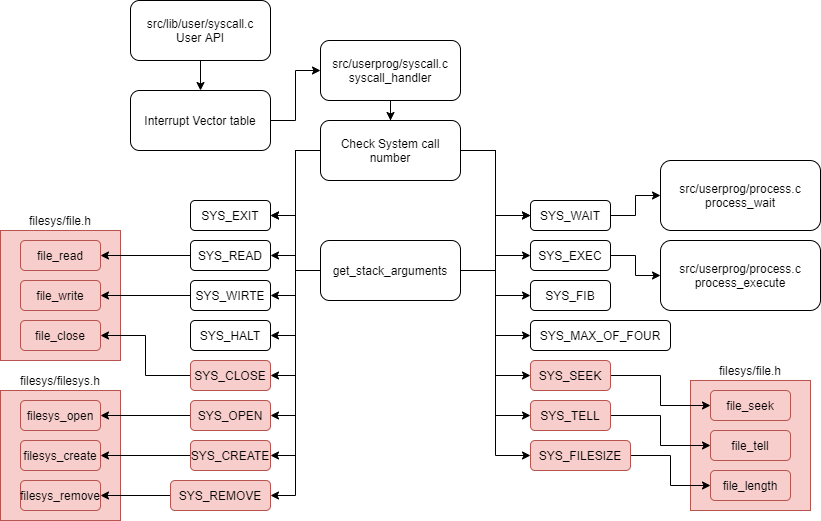 src/lib/user/syscall.c
User API
src/userprog/syscall.c
syscall_handler
Interrupt Vector table
Check System call
number
src/userprog/process.c
process_wait
SYS_EXIT
SYS_WAIT
filesys/file.h
file_read
SYS_READ
get_stack_arguments
SYS_EXEC
src/userprog/process.c
process_execute
file_write
SYS_WIRTE
SYS_FIB
file_close
SYS_HALT
SYS_MAX_OF_FOUR
SYS_CLOSE
SYS_SEEK
filesys/file.h
filesys/filesys.h
file_seek
filesys_open
SYS_OPEN
SYS_TELL
file_tell
filesys_create
SYS_CREATE
SYS_FILESIZE
file_length
filesys_remove
SYS_REMOVE